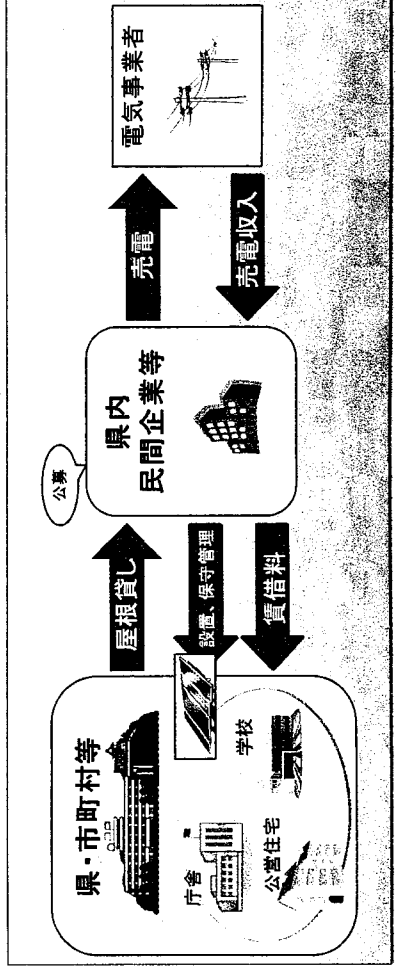 県・市町村等
庁舎
学校
公営住宅
屋根貸し
設置、保守管理
賃借料
公募
県内
民間企業等
売電
売電収入
電気事業者